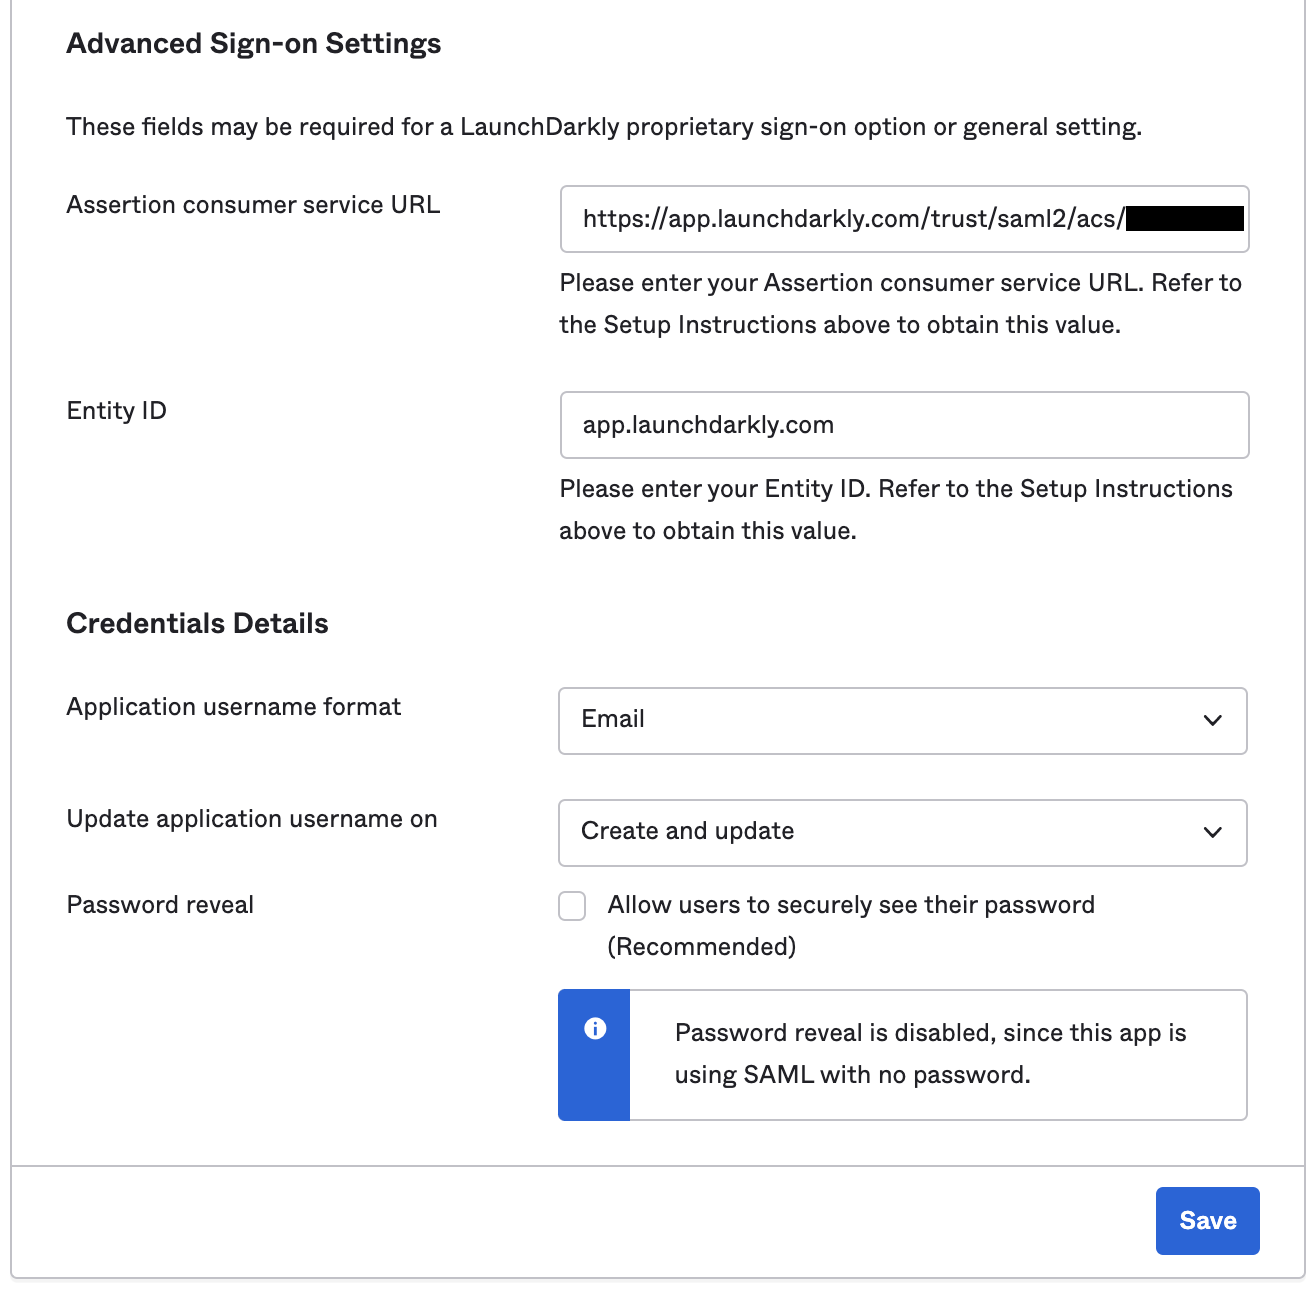 Advanced Sign-on Settings
These fields may be required for a LaunchDarkly proprietary sign-on option or general setting.
Assertion consumer service URL
https://app.launchdarkly.com/trust/saml2/acs/
Please enter your Assertion consumer service URL. Refer to
the Setup Instructions above to obtain this value.
Entity ID
app.launchdarkly.com
Please enter your Entity ID. Refer to the Setup Instructions
above to obtain this value.
Credentials Details
Application username format
Email
Update application username on
Create and update
Password reveal
Allow users to securely see their password
(Recommended)
Password reveal is disabled, since this app is
using SAML with no password.
Save